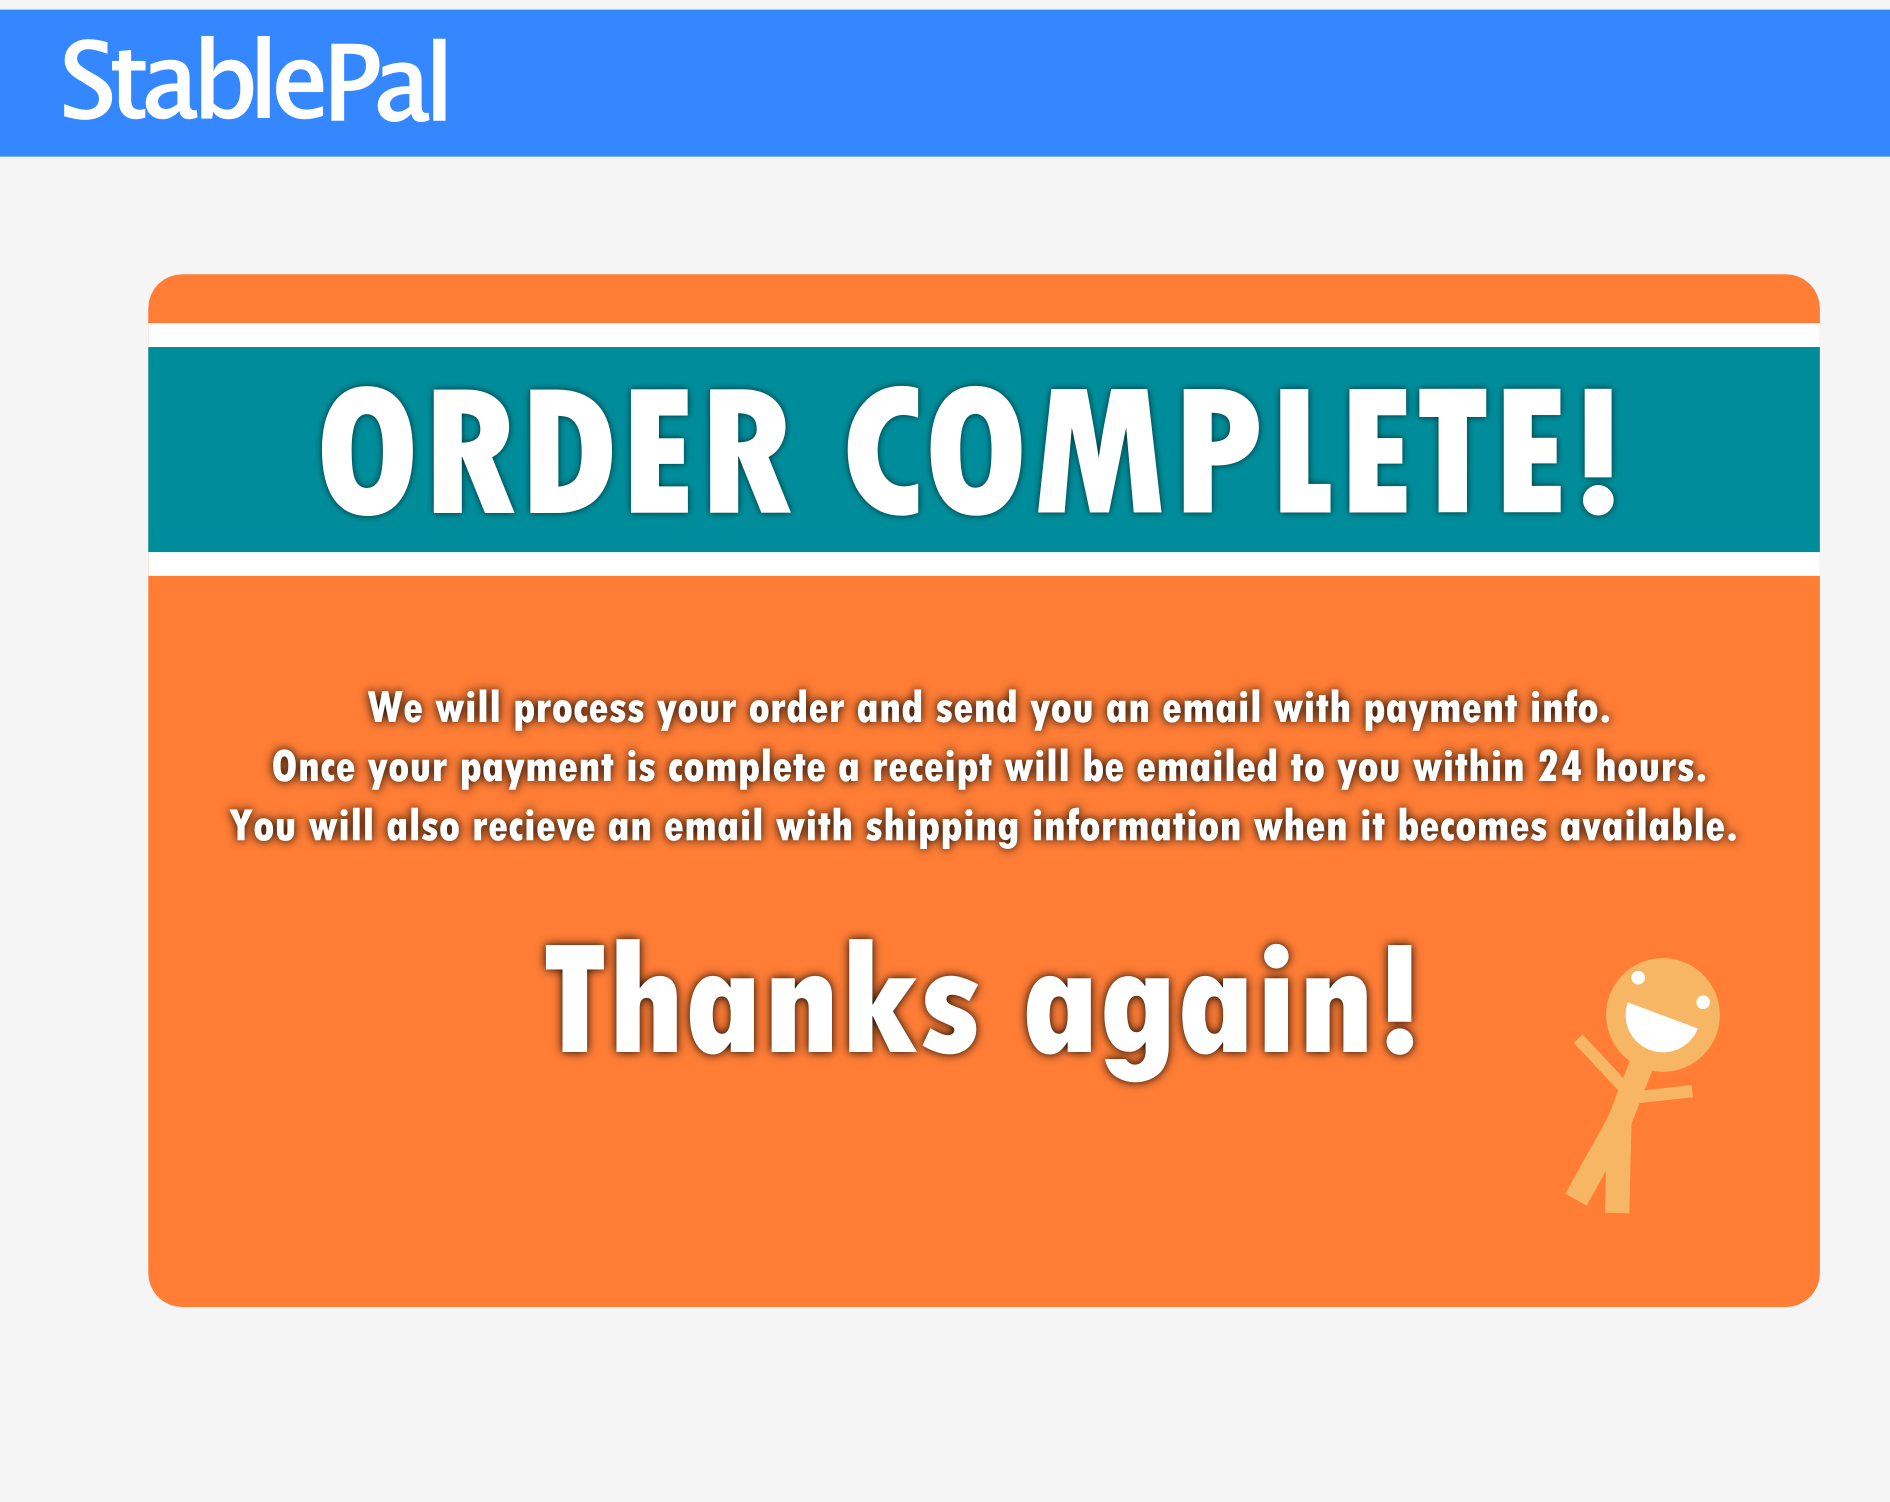 StablePal
ORDER COMPLETE!
We will process your order and send you an email with payment info.
Once your payment is complete a receipt will be emailed to you within 24 hours.
You will also recieve an email with shipping information when it becomes available.
Thanks again!